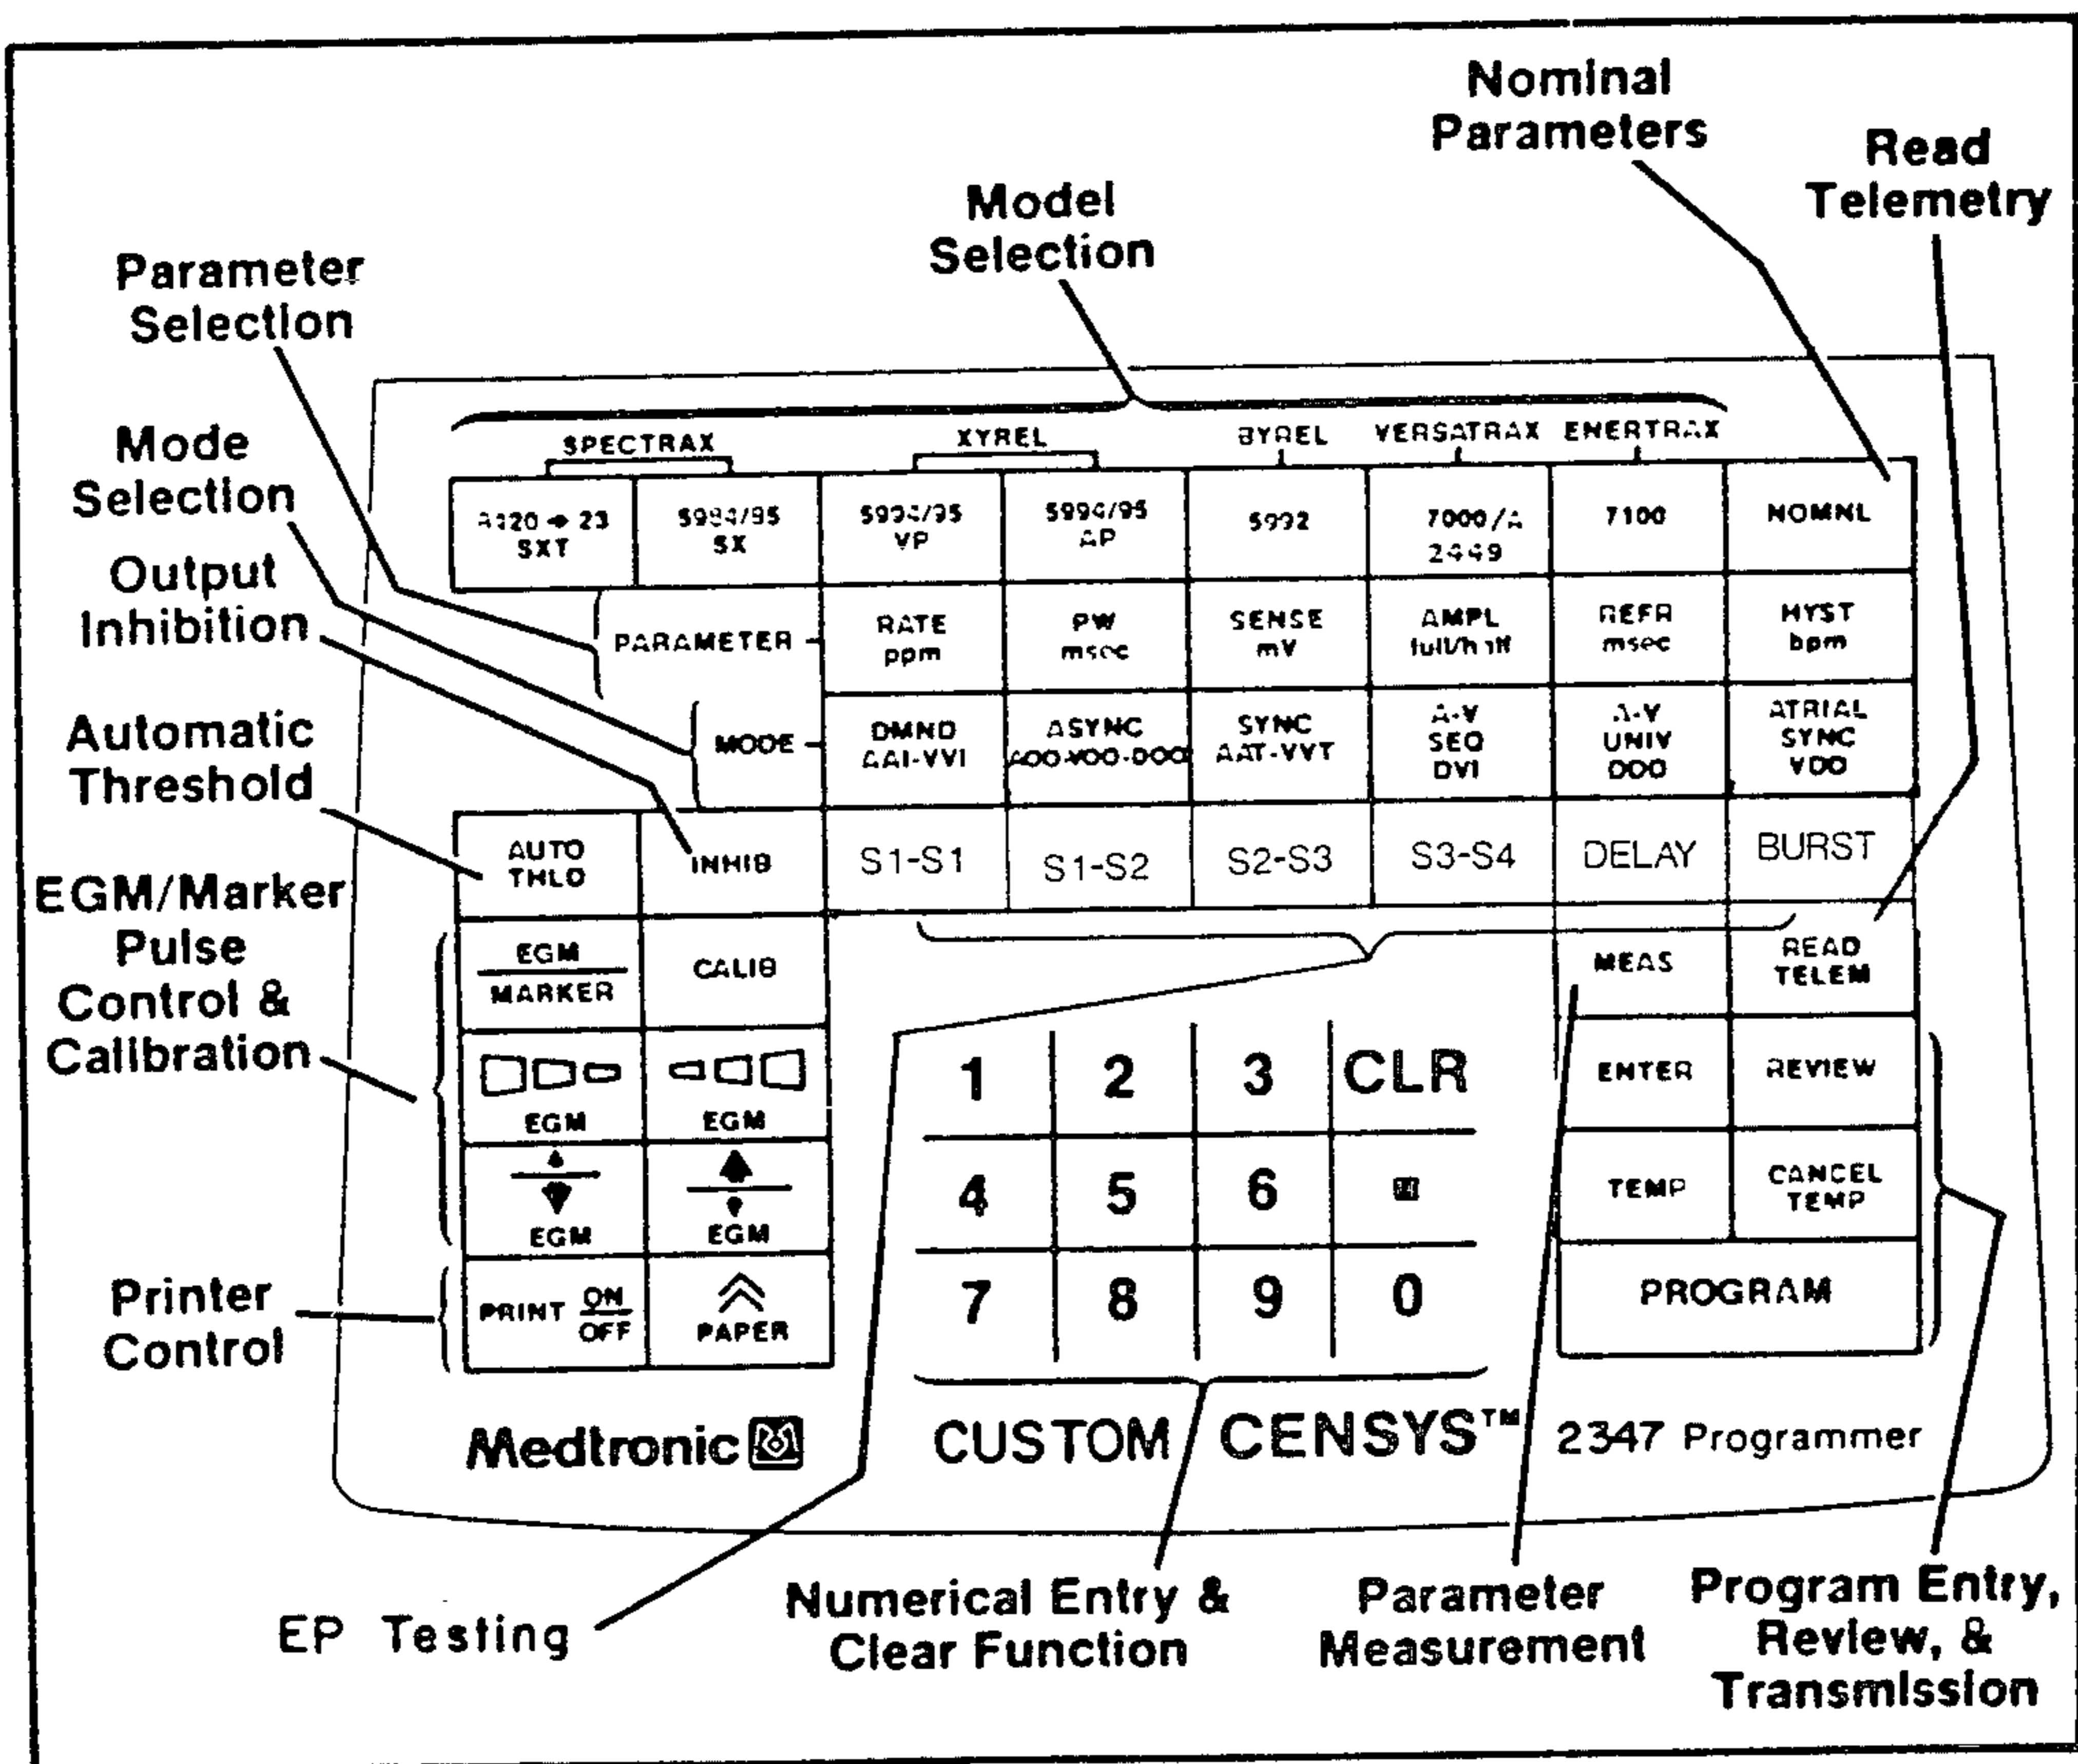 Nominal
Parameters
Read
Telemetry
Model
Selection
Parameter
Selection
Mode
Selection
Output
Inhibition
Automatic
Threshold
EGM/Marker
Pulse
Control &
Calibration
Printer
Control
SPECTRAX XYREL BYREL VERSATRAX ENERTRAX
23
SXT
SX
VP
AP
5992
7000/A
2449
7100
NOMNL
PARAMETER
RATE
ppm
PW
msec
SENSE
mV
AMPL
full/half
REFR
msec
HYST
bpm
MODE
DMND
AAI-VVI
ASYNC
AOO-VOO-DOO
SYNC
AAT-VVT
A-V
SEQ
DVI
A-V
UNIV
DDD
ATRIAL
SYNC
VDD
AUTO
THLD
INHIB
S1-S1
S1-S2
S2-S3
S3-S4
DELAY
BURST
EGM
MARKER
CALIB
MEAS
READ
TELEM
EGM
EGM
1 2 3 CLR
ENTER
REVIEW
EGM
EGM
4 5 6
TEMP
CANCEL
TEMP
PRINT ON
OFF
PAPER
7 8 9 0
PROGRAM
Medtronic
CUSTOM CENSYS™ 2347 Programmer
EP Testing
Numerical Entry &
Clear Function
Parameter
Measurement
Program Entry,
Review, &
Transmission